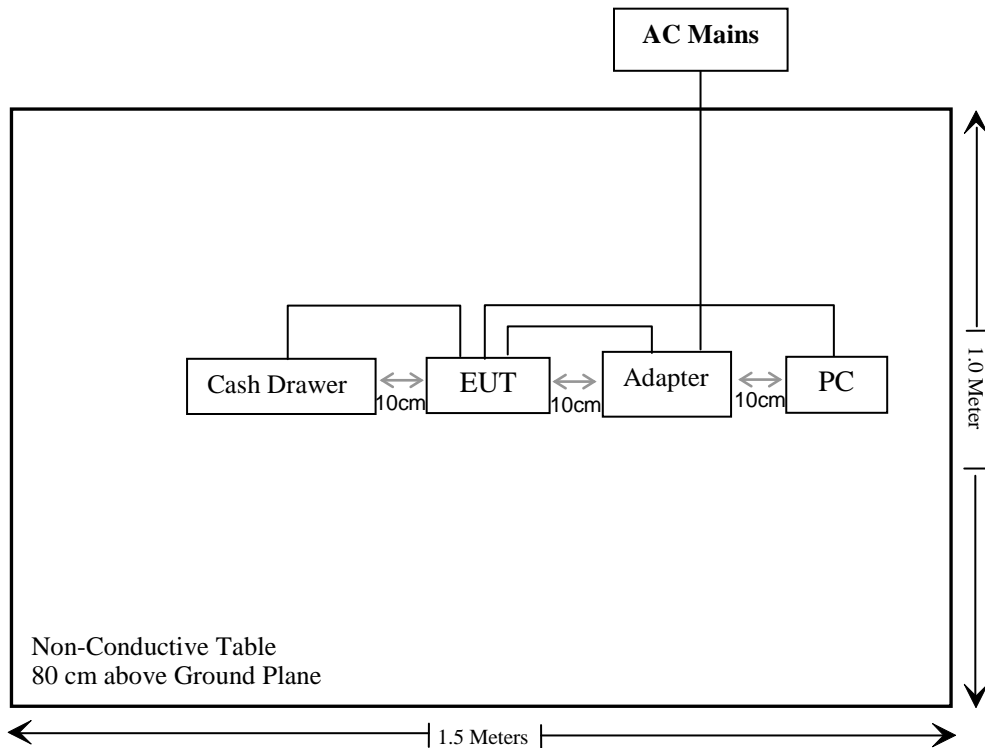 AC Mains
Cash Drawer
EUT
Adapter
PC
10cm
10cm
10cm
1.0 Meter
Non-Conductive Table
80 cm above Ground Plane
1.5 Meters